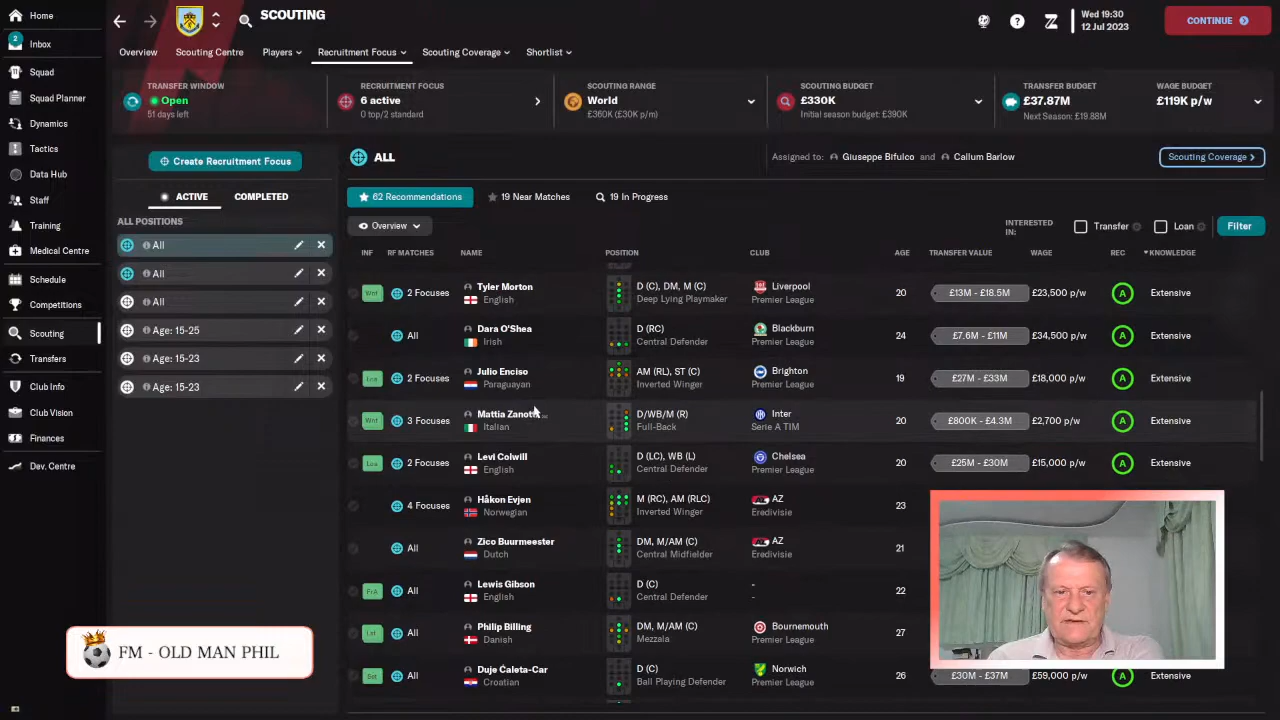 Home
2
Inbox
Squad
Squad Planner
Dynamics
Tactics
Data Hub
Staff
Training
Medical Centre
Schedule
Competitions
Scouting
Transfers
Club Info
Club Vision
Finances
Dev. Centre
SCOUTING
Wed 19:30
12 Jul 2023
CONTINUE
Overview
Scouting Centre
Players
Recruitment Focus
Scouting Coverage
Shortlist
TRANSFER WINDOW
Open
51 days left
RECRUITMENT FOCUS
6 active
0 top/2 standard
SCOUTING RANGE
World
£360K (£30K p/m)
SCOUTING BUDGET
£330K
Initial season budget: £390K
TRANSFER BUDGET
£37.87M
Next Season: £19.88M
WAGE BUDGET
£119K p/w
Create Recruitment Focus
ACTIVE
COMPLETED
ALL POSITIONS
All
All
All
Age: 15-25
Age: 15-23
Age: 15-23
ALL
Assigned to: Giuseppe Bifulco and Callum Barlow
Scouting Coverage >
62 Recommendations
19 Near Matches
19 In Progress
Overview
INTERESTED IN:
Transfer
Loan
Filter
INF RF MATCHES NAME POSITION CLUB AGE TRANSFER VALUE WAGE REC KNOWLEDGE
Wnt 2 Focuses Tyler Morton D (C), DM, M (C) Liverpool 20 £13M - £18.5M £23,500 p/w A Extensive
English Deep Lying Playmaker Premier League
All Dara O'Shea D (RC) Blackburn 24 £7.6M - £11M £34,500 p/w A Extensive
Irish Central Defender Premier League
Loa 2 Focuses Julio Enciso AM (RL), ST (C) Brighton 19 £27M - £33M £18,000 p/w A Extensive
Paraguayan Inverted Winger Premier League
Wnt 3 Focuses Mattia Zanotti D/WB/M (R) Inter 20 £800K - £4.3M £2,700 p/w A Extensive
Italian Full-Back Serie A TIM
Loa 2 Focuses Levi Colwill D (LC), WB (L) Chelsea 20 £25M - £30M £15,000 p/w A Extensive
English Central Defender Premier League
4 Focuses Håkon Evjen M (RC), AM (RLC) AZ 23
Norwegian Inverted Winger Eredivisie
All Zico Buurmeester DM, M/AM (C) AZ 21
Dutch Central Midfielder Eredivisie
FrA All Lewis Gibson D (C) - 22
English Central Defender -
Lst All Philip Billing DM, M/AM (C) Bournemouth 27
Danish Mezzala Premier League
Dst All Duje Ćaleta-Car D (C) Norwich 26 £30M - £37M £59,000 p/w A Extensive
Croatian Ball Playing Defender Premier League
FM - OLD MAN PHIL